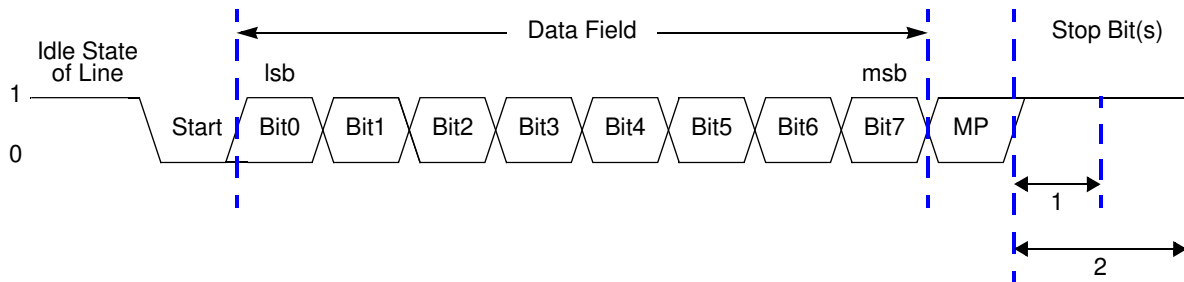 Data Field
Stop Bit(s)
Idle State
of Line
lsb
msb
1
Start
Bit0
Bit1
Bit2
Bit3
Bit4
Bit5
Bit6
Bit7
MP
0
1
2